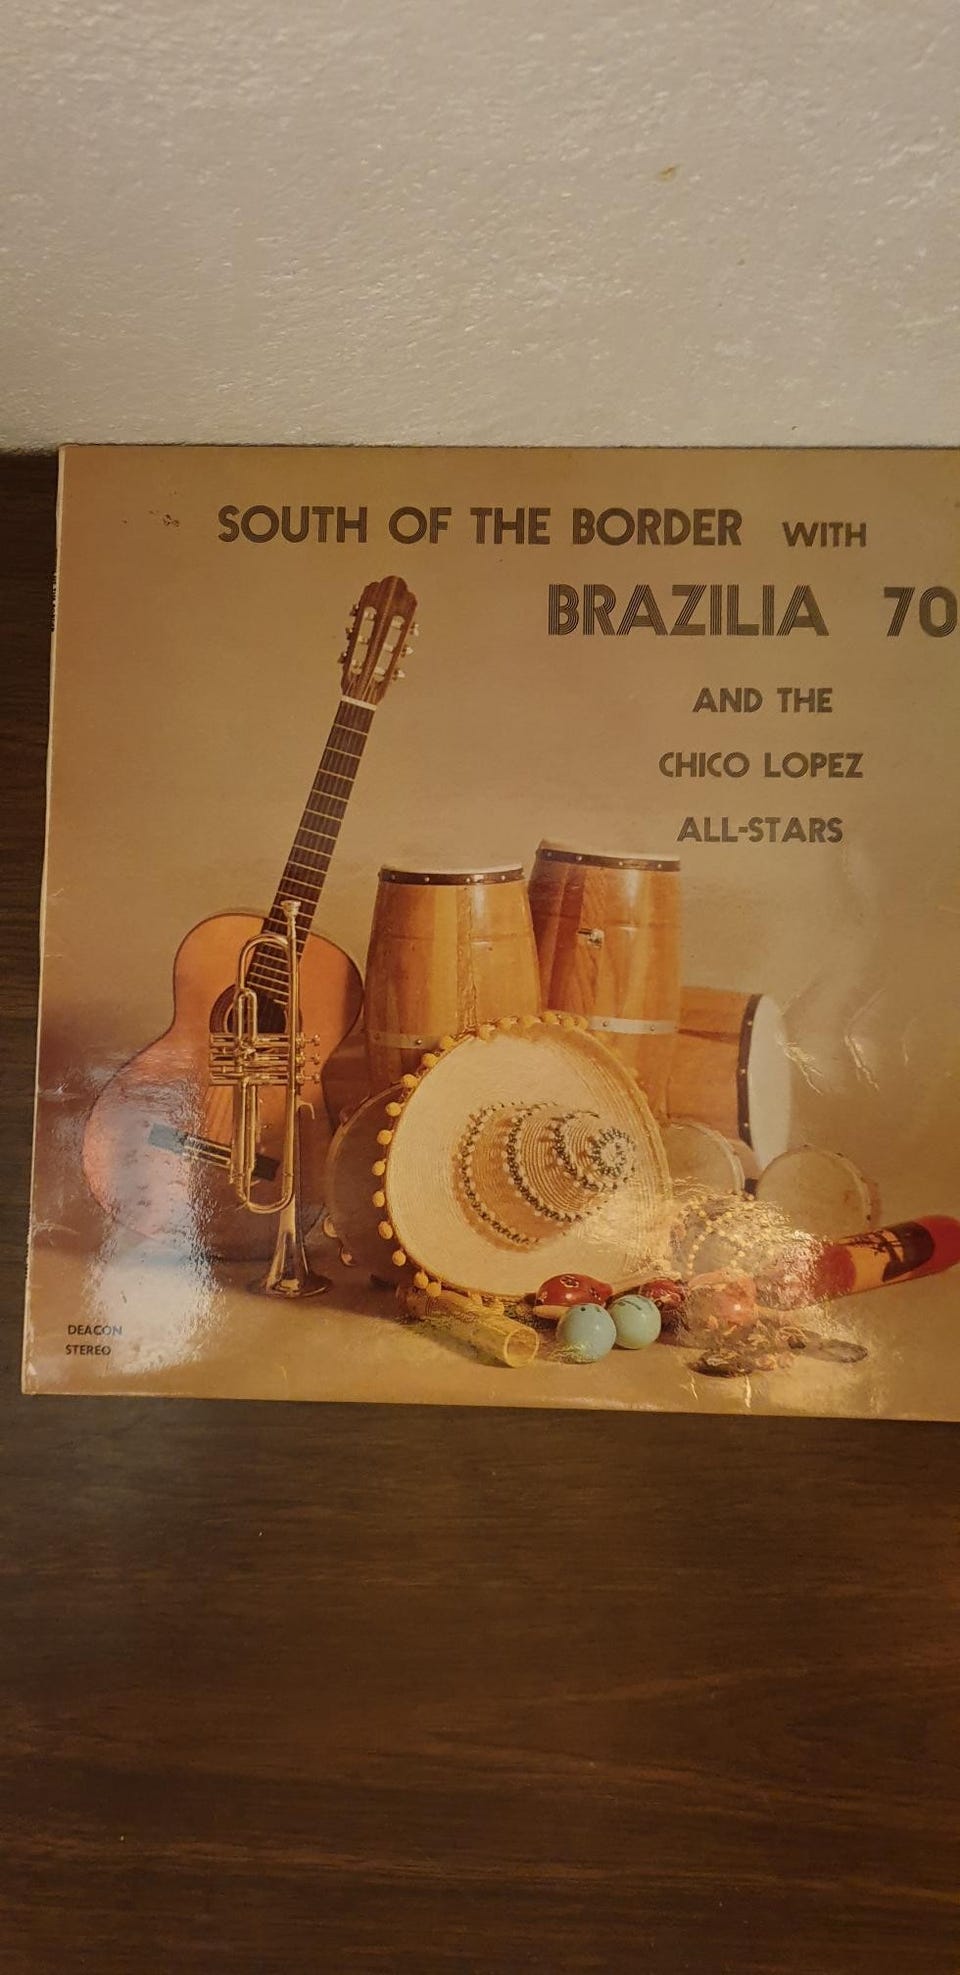 SOUTH OF THE BORDER WITH
BRAZILIA 70
AND THE
CHICO LOPEZ
ALL-STARS
DEACON
STEREO